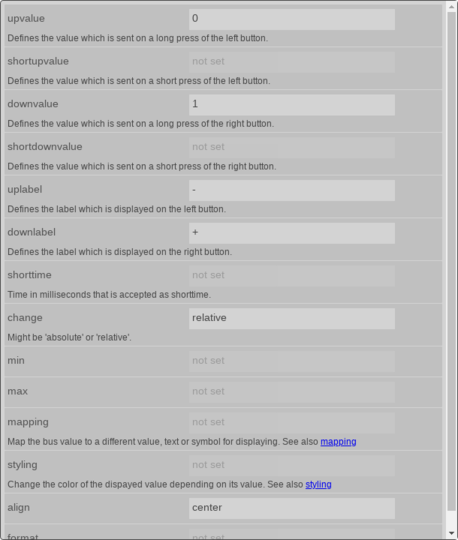 upvalue 0
Defines the value which is sent on a long press of the left button.
shortupvalue not set
Defines the value which is sent on a short press of the left button.
downvalue 1
Defines the value which is sent on a long press of the right button.
shortdownvalue not set
Defines the value which is sent on a short press of the right button.
uplabel -
Defines the label which is displayed on the left button.
downlabel +
Defines the label which is displayed on the right button.
shorttime not set
Time in milliseconds that is accepted as shorttime.
change relative
Might be 'absolute' or 'relative'.
min not set
max not set
mapping not set
Map the bus value to a different value, text or symbol for displaying. See also mapping
styling not set
Change the color of the dispayed value depending on its value. See also styling
align center
format not set